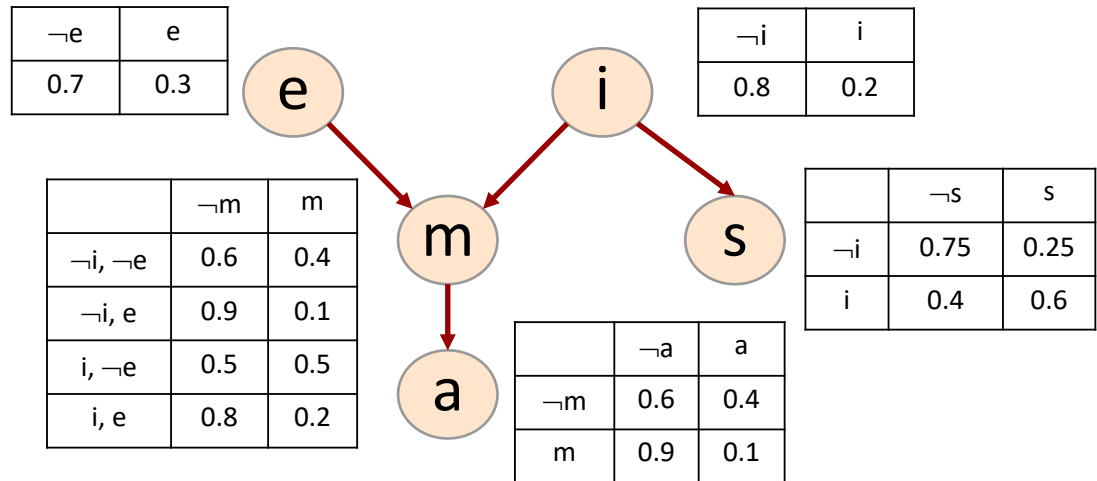 ¬e e
0.7 0.3
e
i
¬i i
0.8 0.2
¬m m
¬i, ¬e 0.6 0.4
¬i, e 0.9 0.1
i, ¬e 0.5 0.5
i, e 0.8 0.2
m
s
¬s s
¬i 0.75 0.25
i 0.4 0.6
a
¬a a
¬m 0.6 0.4
m 0.9 0.1